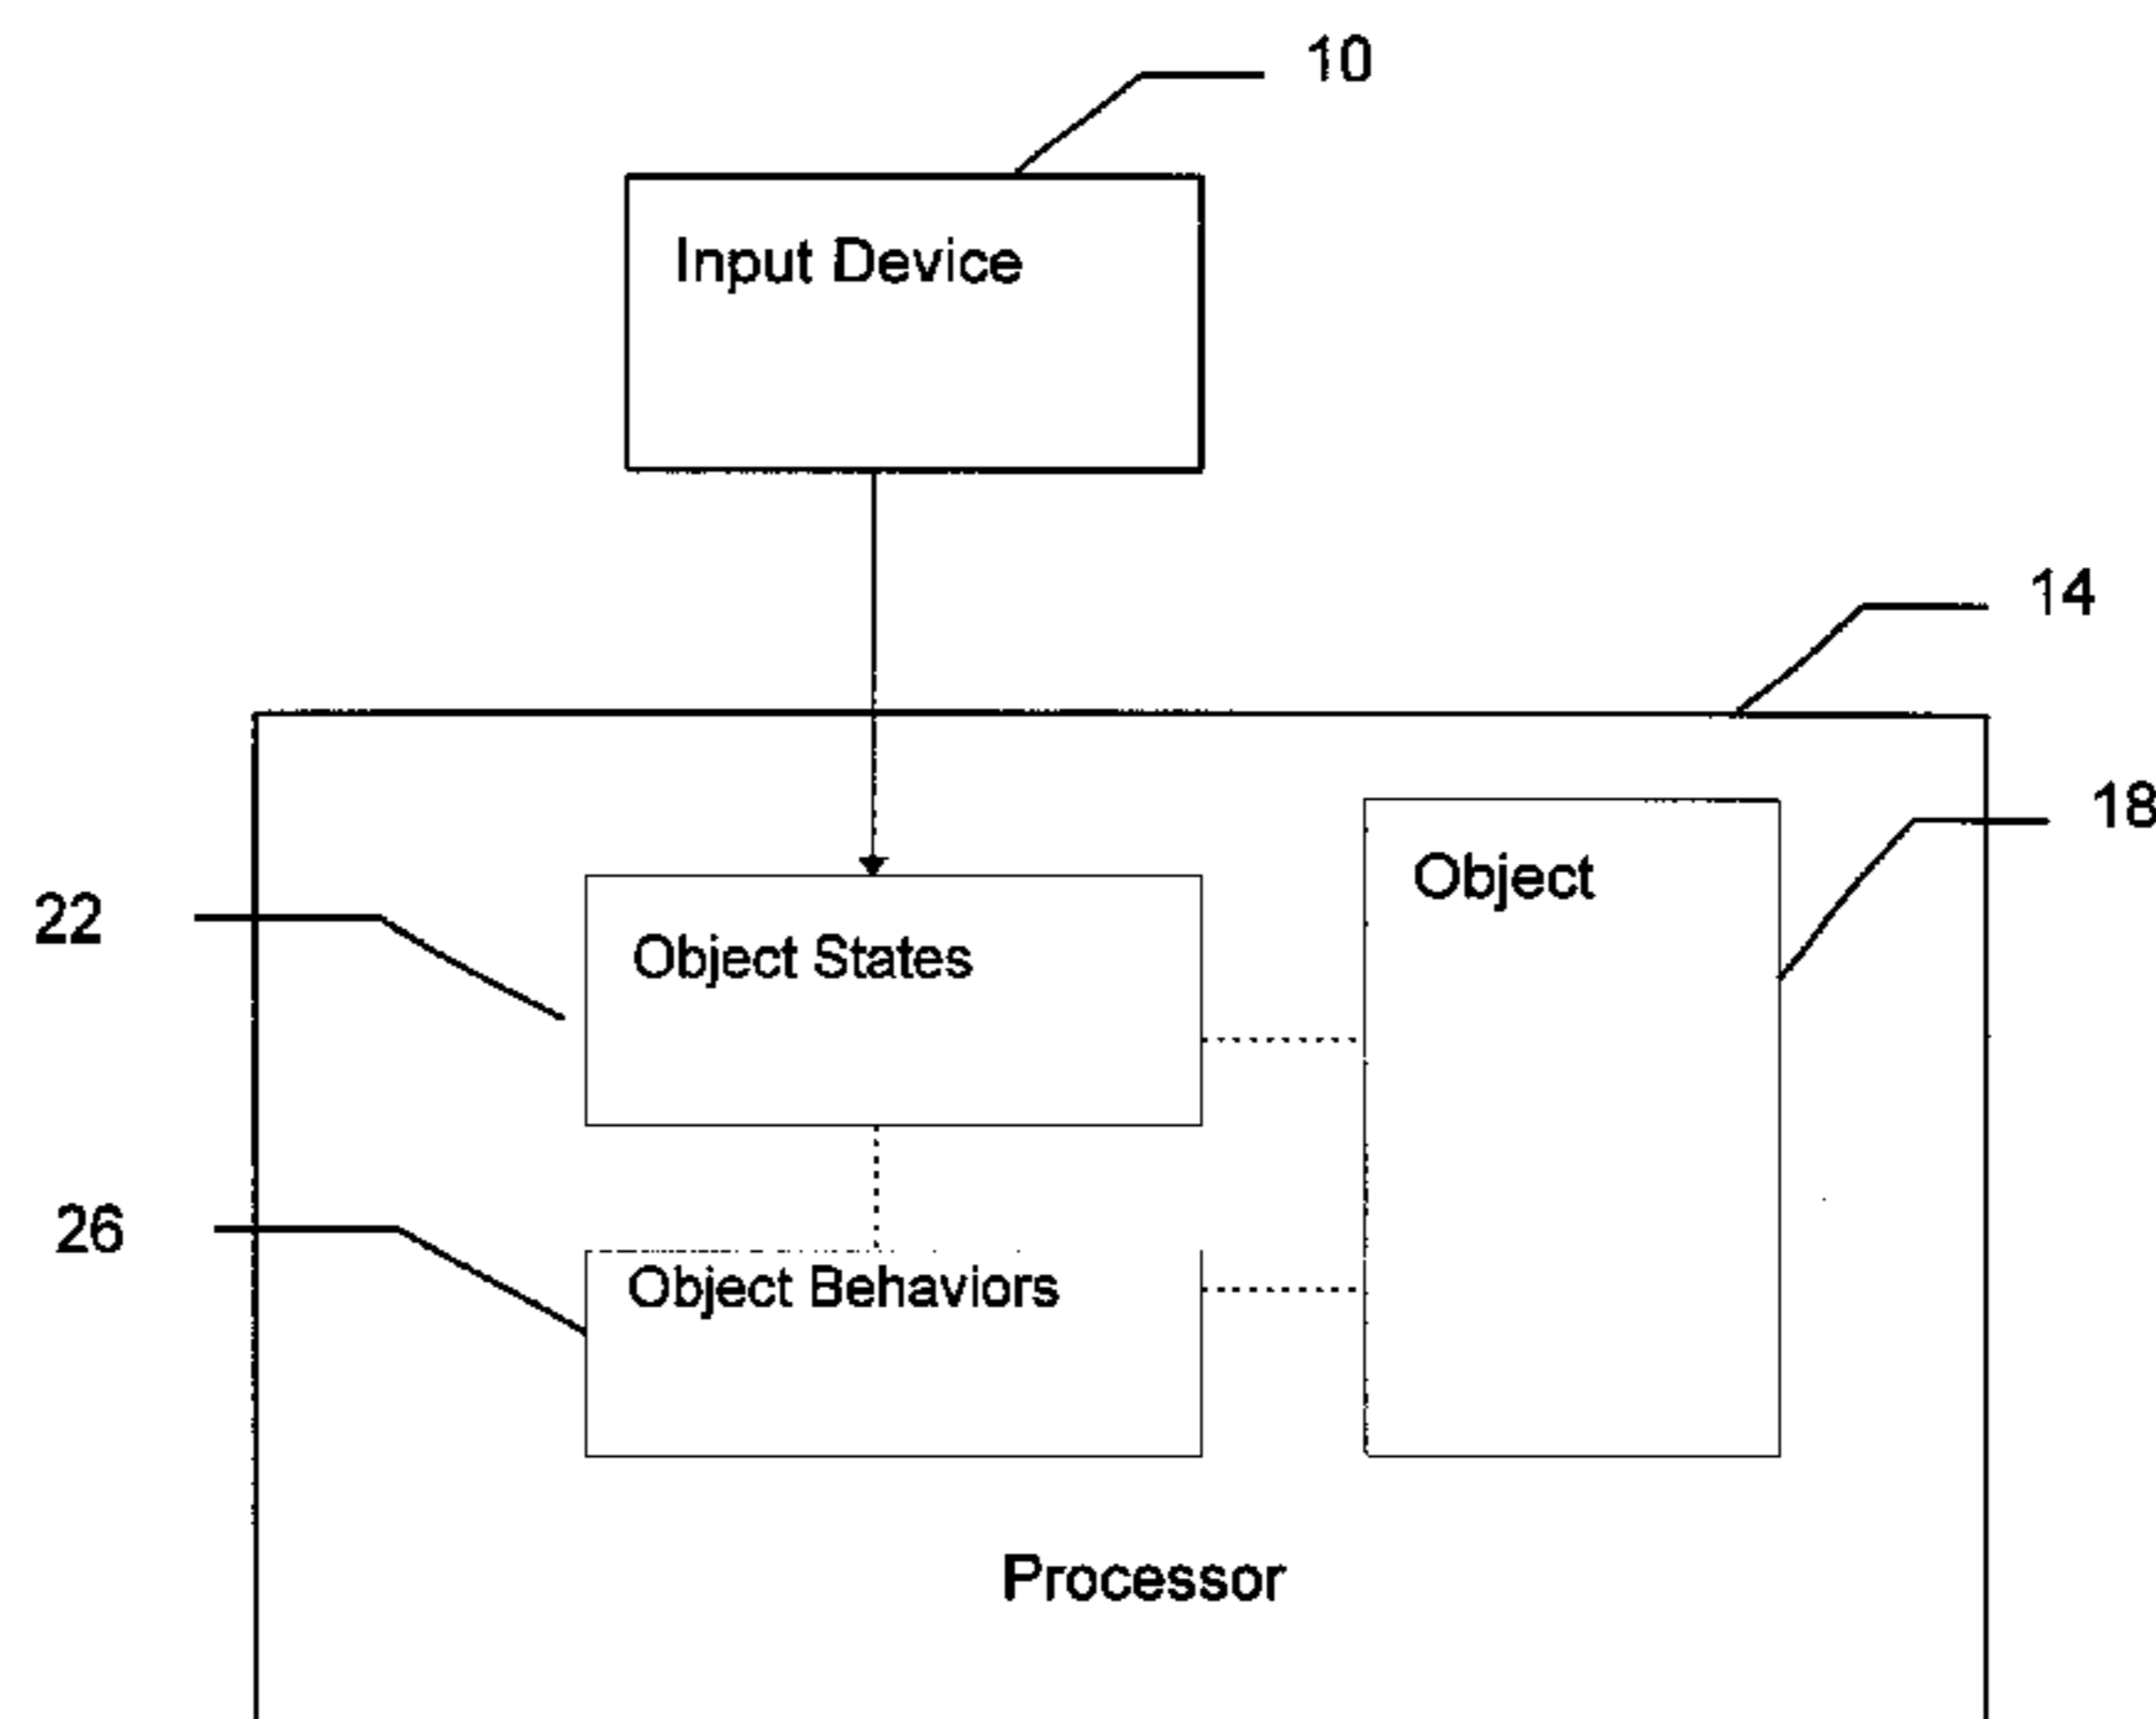 10
Input Device
14
18
Object
22
Object States
26
Object Behaviors
Processor